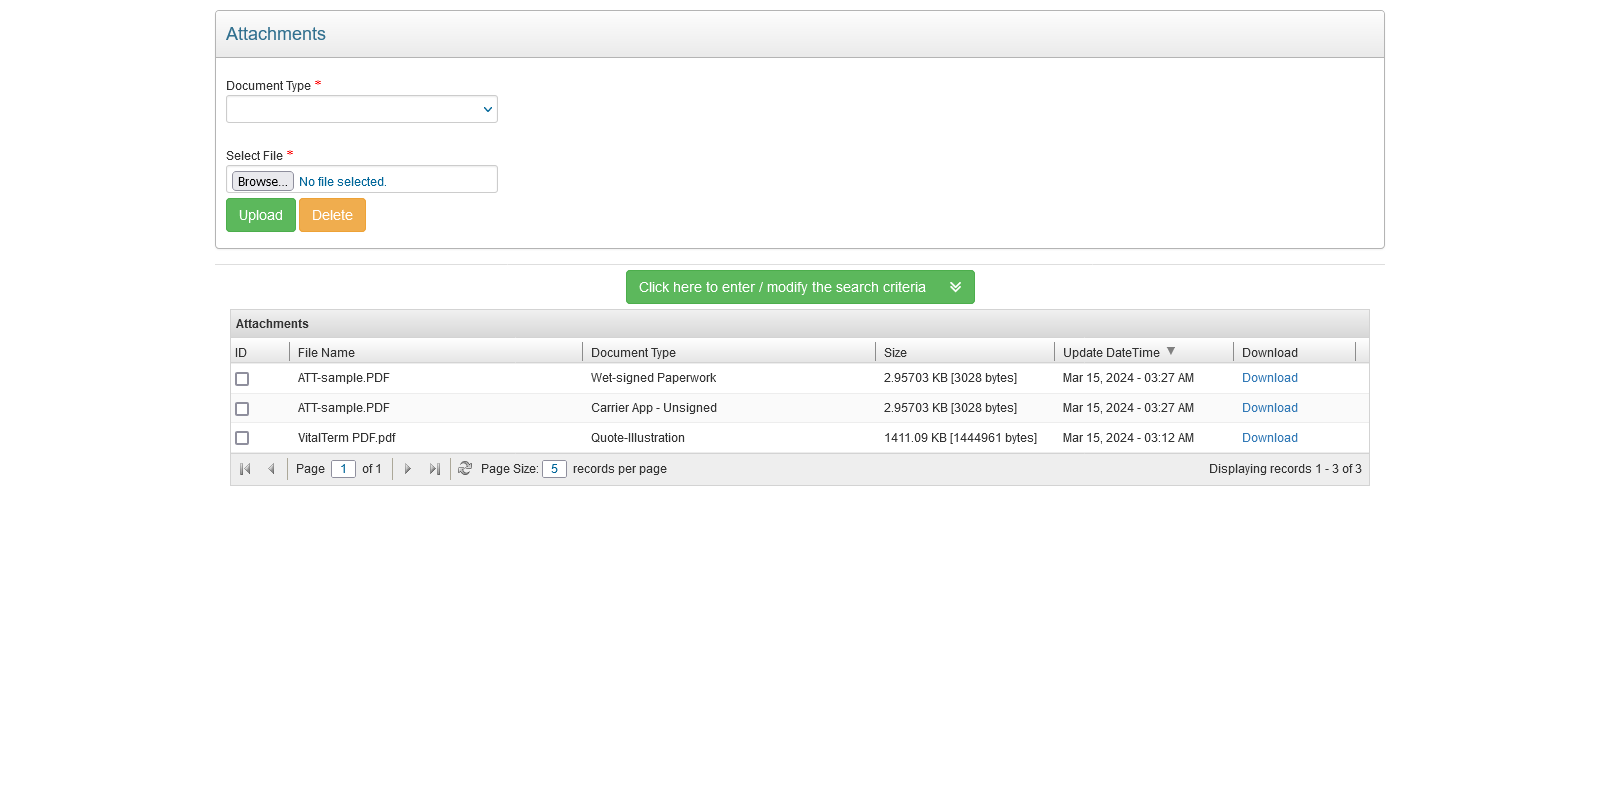 Attachments
Document Type *
Select File *
Browse... No file selected.
Upload Delete
Click here to enter / modify the search criteria
Attachments
ID File Name Document Type Size Update DateTime Download
ATT-sample.PDF Wet-signed Paperwork 2.95703 KB [3028 bytes] Mar 15, 2024 - 03:27 AM Download
ATT-sample.PDF Carrier App - Unsigned 2.95703 KB [3028 bytes] Mar 15, 2024 - 03:27 AM Download
VitalTerm PDF.pdf Quote-Illustration 1411.09 KB [1444961 bytes] Mar 15, 2024 - 03:12 AM Download
Page 1 of 1 Page Size: 5 records per page Displaying records 1 - 3 of 3